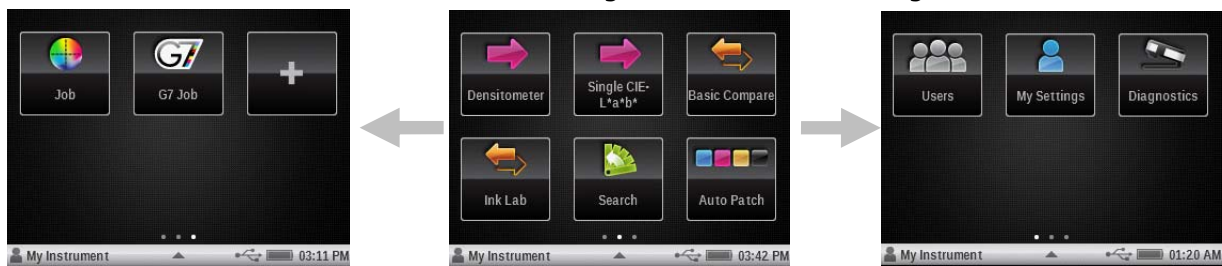 Job G7 G7 Job
Densitometer Single CIE-
L*a*b* Basic Compare
Ink Lab Search Auto Patch
My Instrument 03:11 PM
My Instrument 03:42 PM
Users My Settings Diagnostics
My Instrument 01:20 AM